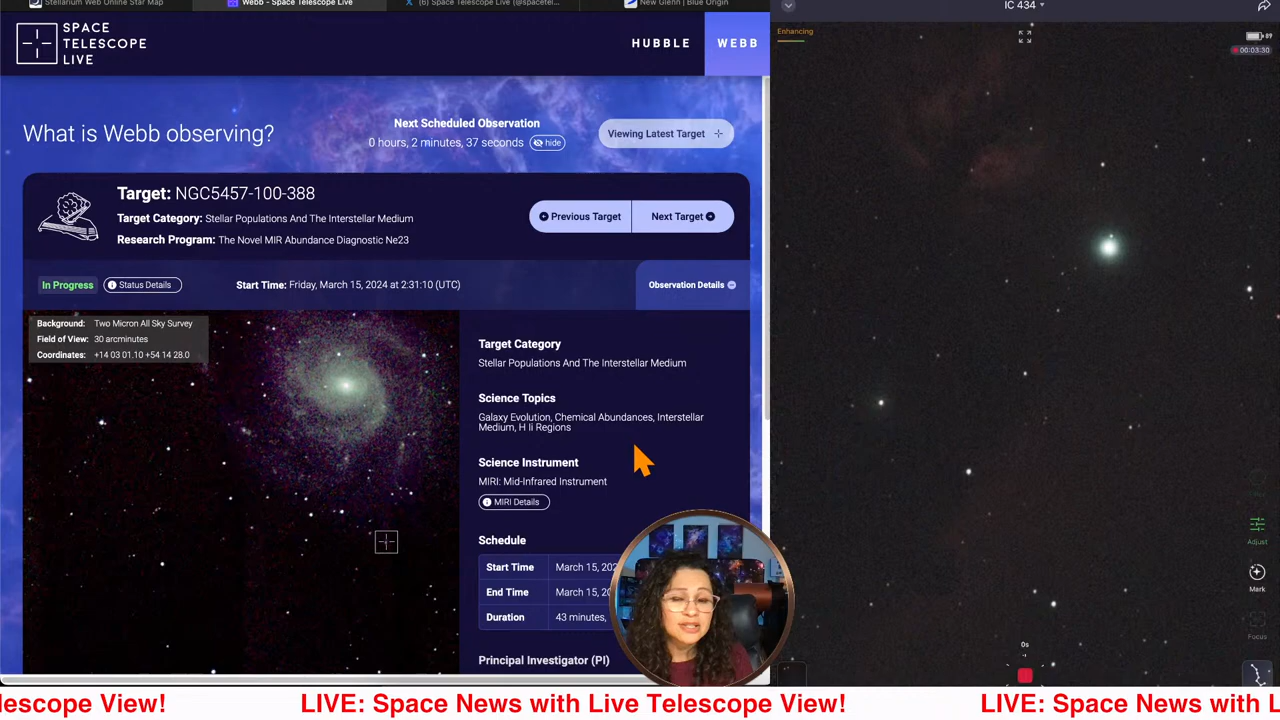 Stellarium Web Online Star Map
Webb - Space Telescope Live
(6) Space Telescope Live (@spacetel...
New Glenn | Blue Origin
SPACE
TELESCOPE
LIVE
HUBBLE
WEBB
What is Webb observing?
Next Scheduled Observation
0 hours, 2 minutes, 37 seconds
hide
Viewing Latest Target
Target: NGC5457-100-388
Target Category: Stellar Populations And The Interstellar Medium
Research Program: The Novel MIR Abundance Diagnostic Ne23
Previous Target
Next Target
In Progress
Status Details
Start Time: Friday, March 15, 2024 at 2:31:10 (UTC)
Observation Details
Background: Two Micron All Sky Survey
Field of View: 30 arcminutes
Coordinates: +14 03 01.10 +54 14 28.0
Target Category
Stellar Populations And The Interstellar Medium
Science Topics
Galaxy Evolution, Chemical Abundances, Interstellar
Medium, H Ii Regions
Science Instrument
MIRI: Mid-Infrared Instrument
MIRI Details
Schedule
Start Time March 15, 202
End Time March 15, 20
Duration 43 minutes,
Principal Investigator (PI)
IC 434
Enhancing
89
00:03:30
Adjust
Mark
Focus
0s
lescope View!
LIVE: Space News with Live Telescope View!
LIVE: Space News with L